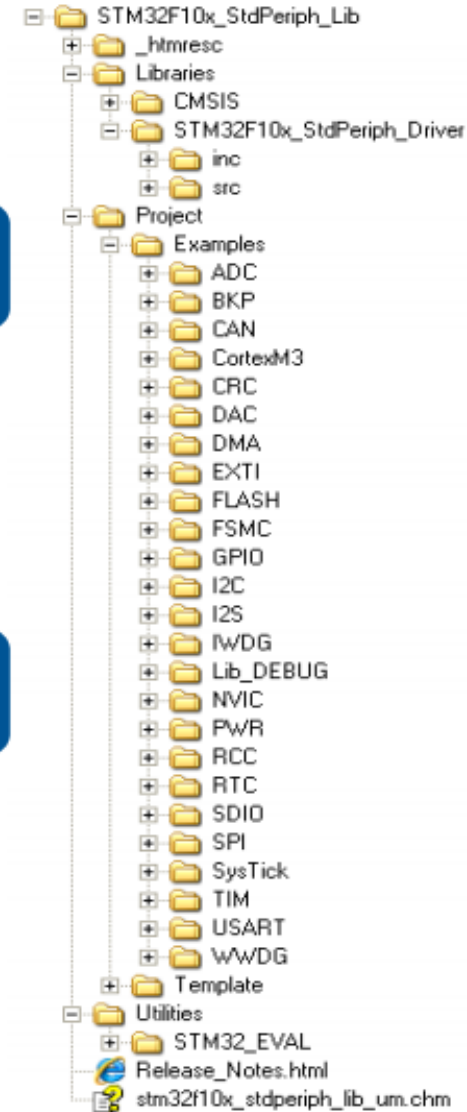 STM32F10x_StdPeriph_Lib
_htmresc
Libraries
CMSIS
STM32F10x_StdPeriph_Driver
inc
src
Project
Examples
ADC
BKP
CAN
CortexM3
CRC
DAC
DMA
EXTI
FLASH
FSMC
GPIO
I2C
I2S
IWDG
Lib_DEBUG
NVIC
PWR
RCC
RTC
SDIO
SPI
SysTick
TIM
USART
WWDG
Template
Utilities
STM32_EVAL
Release_Notes.html
stm32f10x_stdperiph_lib_um.chm